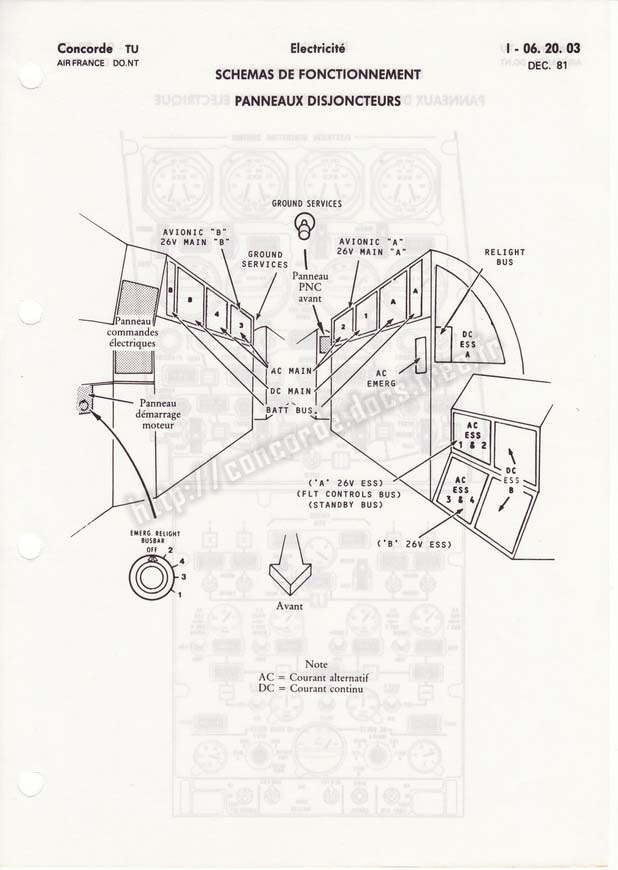 Concorde TU
AIR FRANCE DO.NT
Electricité
I - 06. 20. 03
DEC. 81
SCHEMAS DE FONCTIONNEMENT
PANNEAUX DISJONCTEURS
GROUND SERVICES
AVIONIC "B"
26V MAIN "B"
GROUND
SERVICES
AVIONIC "A"
26V MAIN "A"
RELIGHT
BUS
Panneau
PNC
avant
B
B
4
3
2
1
A
A
Panneau
commandes
électriques
DC
ESS
A
AC
EMERG
AC MAIN
DC MAIN
BATT BUS
Panneau
démarrage
moteur
AC
ESS
1 & 2
DC
ESS
B
AC
ESS
3 & 4
('A' 26V ESS)
(FLT CONTROLS BUS)
(STANDBY BUS)
('B' 26V ESS)
EMERG RELIGHT
BUSBAR
OFF
2
4
3
1
Avant
Note
AC = Courant alternatif
DC = Courant continu
http://concorde.docs.free.fr